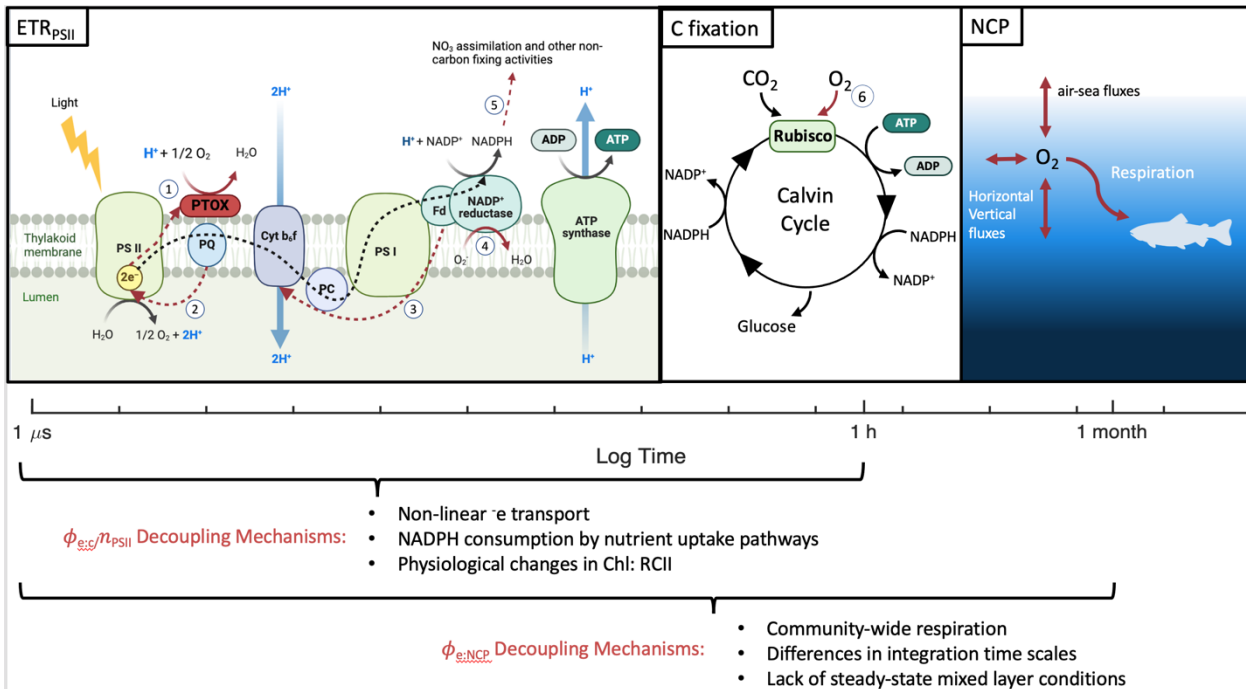 ETR_PSII
NO₃ assimilation and other non-
carbon fixing activities
Light
2H⁺
5
H⁺
H⁺ + 1/2 O₂
H₂O
H⁺ + NADP⁺
NADPH
ADP
ATP
1
PTOX
Fd
NADP⁺
reductase
Thylakoid
membrane
PS II
PQ
Cyt b₆f
PS I
4
ATP
synthase
2e⁻
O₂⁻
H₂O
Lumen
PC
2
3
H₂O
1/2 O₂ + 2H⁺
2H⁺
H⁺
C fixation
CO₂
O₂
6
Rubisco
ATP
ADP
NADP⁺
Calvin
Cycle
NADPH
NADPH
NADP⁺
Glucose
NCP
air-sea fluxes
O₂
Respiration
Horizontal
Vertical
fluxes
1 μs
1 h
1 month
Log Time
ϕe:c/nPSII Decoupling Mechanisms:
• Non-linear ⁻e transport
• NADPH consumption by nutrient uptake pathways
• Physiological changes in Chl: RCII
ϕe:NCP Decoupling Mechanisms:
• Community-wide respiration
• Differences in integration time scales
• Lack of steady-state mixed layer conditions